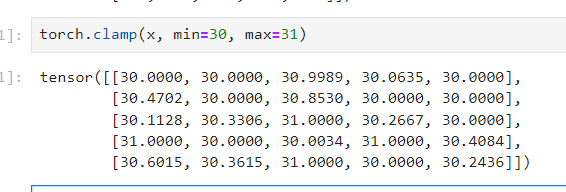 1]: torch.clamp(x, min=30, max=31)
1]: tensor([[30.0000, 30.0000, 30.9989, 30.0635, 30.0000],
[30.4702, 30.0000, 30.8530, 30.0000, 30.0000],
[30.1128, 30.3306, 31.0000, 30.2667, 30.0000],
[31.0000, 30.0000, 30.0034, 31.0000, 30.4084],
[30.6015, 30.3615, 31.0000, 30.0000, 30.2436]])